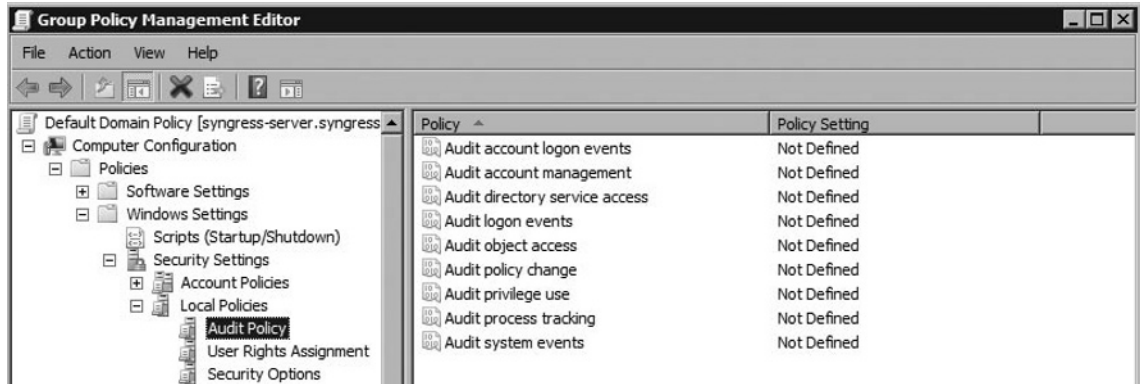 Group Policy Management Editor
File Action View Help
Default Domain Policy [syngress-server.syngress
Computer Configuration
Policies
Software Settings
Windows Settings
Scripts (Startup/Shutdown)
Security Settings
Account Policies
Local Policies
Audit Policy
User Rights Assignment
Security Options
Policy Policy Setting
Audit account logon events Not Defined
Audit account management Not Defined
Audit directory service access Not Defined
Audit logon events Not Defined
Audit object access Not Defined
Audit policy change Not Defined
Audit privilege use Not Defined
Audit process tracking Not Defined
Audit system events Not Defined